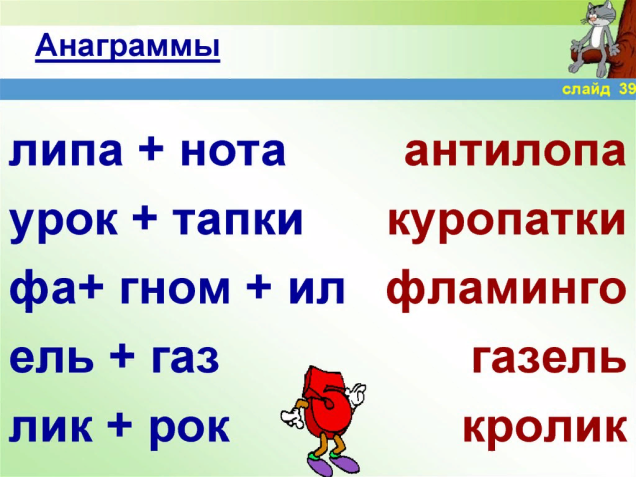 Анаграммы
слайд 39
липа + нота антилопа
урок + тапки куропатки
фа+ гном + ил фламинго
ель + газ газель
лик + рок кролик
5